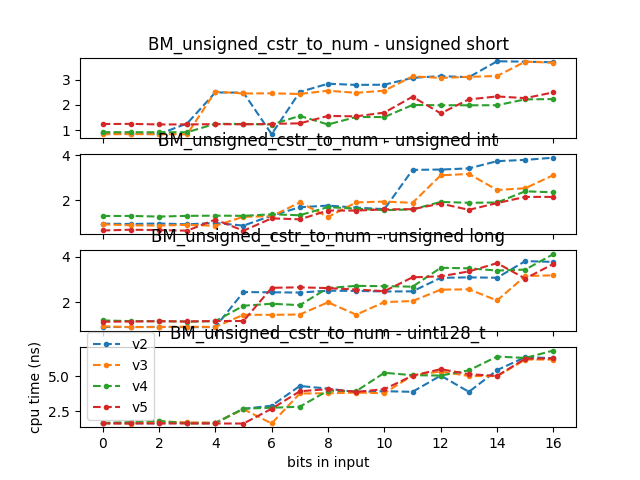 BM_unsigned_cstr_to_num - unsigned short
3
2
1
BM_unsigned_cstr_to_num - unsigned int
4
2
BM_unsigned_cstr_to_num - unsigned long
4
2
BM_unsigned_cstr_to_num - uint128_t
5.0
2.5
v2
v3
v4
v5
0 2 4 6 8 10 12 14 16
bits in input
cpu time (ns)